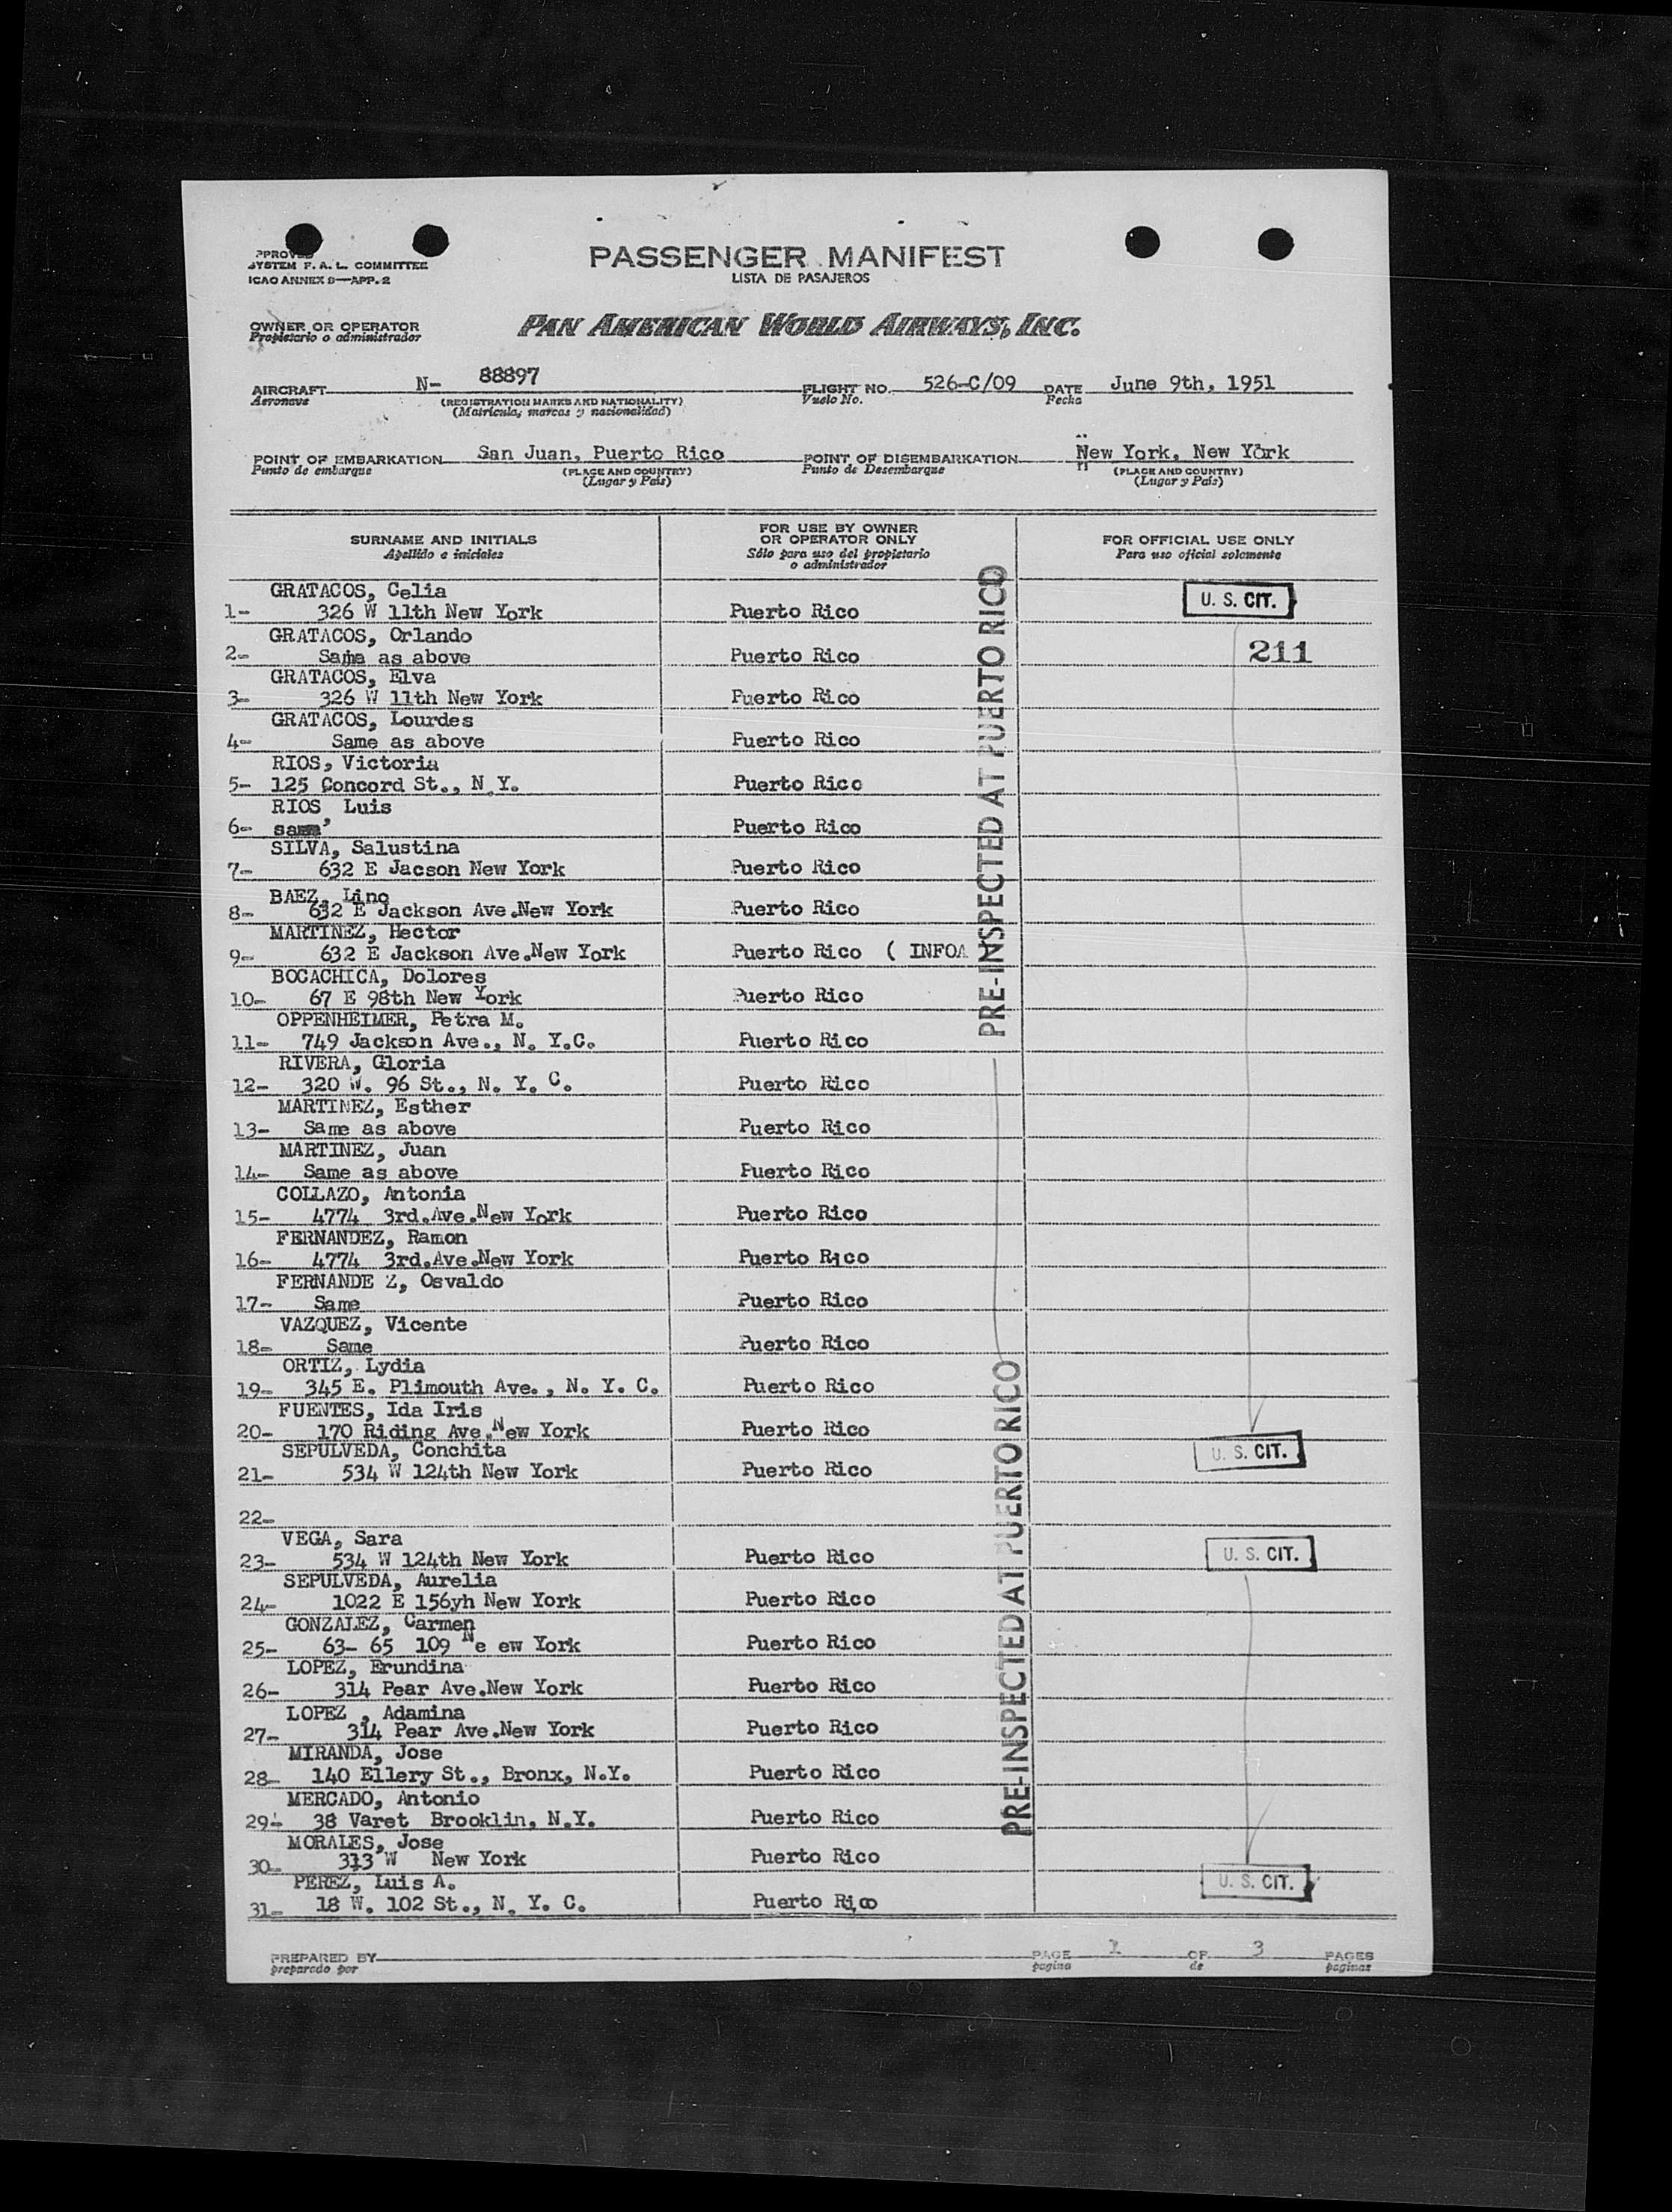 PASSENGER MANIFEST
LISTA DE PASAJEROS
SYSTEM F. A. L. COMMITTEE
ICAO ANNEX 9—APP. 2
OWNER OR OPERATOR
Propietario o administrador
PAN AMERICAN WORLD AIRWAYS, INC.
AIRCRAFT N- 88897 FLIGHT NO. 526-C/09 DATE June 9th, 1951
Aeronave (REGISTRATION MARKS AND NATIONALITY) Vuelo No. Fecha
(Matricula, marcas y nacionalidad)
POINT OF EMBARKATION San Juan, Puerto Rico POINT OF DISEMBARKATION New York, New York
Punto de embarque (PLACE AND COUNTRY) Punto de Desembarque (PLACE AND COUNTRY)
(Lugar y País) (Lugar y País)
SURNAME AND INITIALS FOR USE BY OWNER OR OPERATOR ONLY FOR OFFICIAL USE ONLY
Apellido e iniciales Sólo para uso del propietario o administrador Para uso oficial solamente
GRATACOS, Celia
1- 326 W 11th New York Puerto Rico U. S. CIT.
GRATACOS, Orlando
2- Same as above Puerto Rico 211
GRATACOS, Elva
3- 326 W 11th New York Puerto Rico
GRATACOS, Lourdes
4- Same as above Puerto Rico
RIOS, Victoria
5- 125 Concord St., N.Y. Puerto Rico
RIOS Luis
6- same Puerto Rico
SILVA, Salustina
7- 632 E Jacson New York Puerto Rico
BAEZ, Lino
8- 632 E Jackson Ave.New York Puerto Rico
MARTINEZ, Hector
9- 632 E Jackson Ave.New York Puerto Rico ( INFOA
BOCACHICA, Dolores
10- 67 E 98th New York Puerto Rico
OPPENHEIMER, Petra M.
11- 749 Jackson Ave., N. Y.C. Puerto Rico
RIVERA, Gloria
12- 320 W. 96 St., N. Y. C. Puerto Rico
MARTINEZ, Esther
13- Same as above Puerto Rico
MARTINEZ, Juan
14- Same as above Puerto Rico
COLLAZO, Antonia
15- 4774 3rd.Ave.New York Puerto Rico
FERNANDEZ, Ramon
16- 4774 3rd.Ave.New York Puerto Rico
FERNANDE Z, Osvaldo
17- Same Puerto Rico
VAZQUEZ, Vicente
18- Same Puerto Rico
ORTIZ, Lydia
19- 345 E. Plimouth Ave., N. Y. C. Puerto Rico
FUENTES, Ida Iris
20- 170 Riding Ave.New York Puerto Rico
SEPULVEDA, Conchita U. S. CIT.
21- 534 W 124th New York Puerto Rico
22-
VEGA, Sara
23- 534 W 124th New York Puerto Rico U. S. CIT.
SEPULVEDA, Aurelia
24- 1022 E 156yh New York Puerto Rico
GONZALEZ, Carmen
25- 63- 65 109 Ne ew York Puerto Rico
LOPEZ, Erundina
26- 314 Pear Ave.New York Puerto Rico
LOPEZ , Adamina
27- 314 Pear Ave.New York Puerto Rico
MIRANDA, Jose
28- 140 Ellery St., Bronx, N.Y. Puerto Rico
MERCADO, Antonio
29- 38 Varet Brooklin, N.Y. Puerto Rico
MORALES, Jose
30- 313 W New York Puerto Rico
PEREZ, Luis A. U. S. CIT.
31- 18 W. 102 St., N. Y. C. Puerto Rico
PRE-INSPECTED AT PUERTO RICO
PRE-INSPECTED AT PUERTO RICO
PREPARED BY PAGE 1 OF 3 PAGES
preparado por pagina de paginas